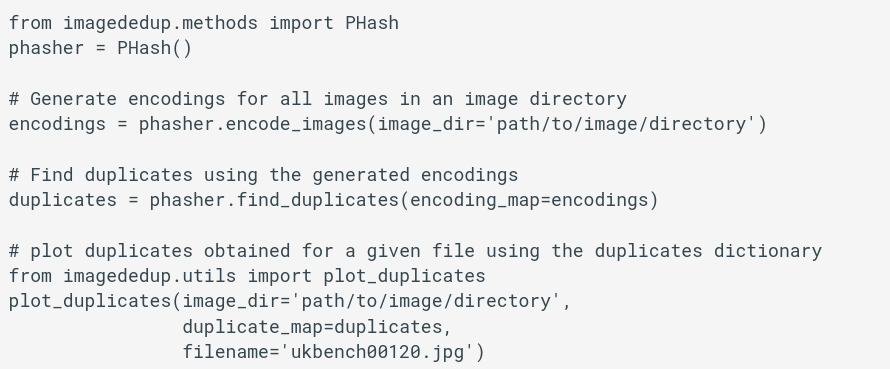 from imagededup.methods import PHash
phasher = PHash()

# Generate encodings for all images in an image directory
encodings = phasher.encode_images(image_dir='path/to/image/directory')

# Find duplicates using the generated encodings
duplicates = phasher.find_duplicates(encoding_map=encodings)

# plot duplicates obtained for a given file using the duplicates dictionary
from imagededup.utils import plot_duplicates
plot_duplicates(image_dir='path/to/image/directory',
                duplicate_map=duplicates,
                filename='ukbench00120.jpg')